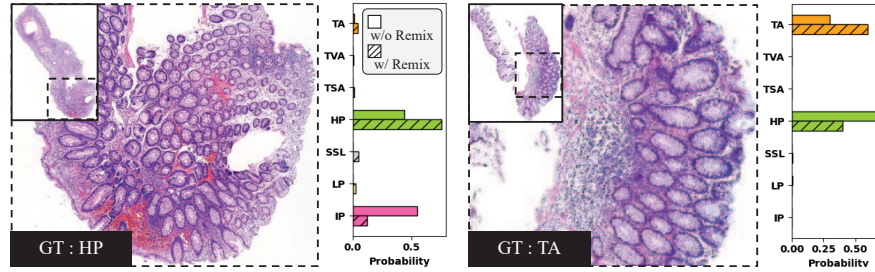 GT : HP
TA
TVA
TSA
HP
SSL
LP
IP
w/o Remix
w/ Remix
0.0
0.5
Probability
GT : TA
TA
TVA
TSA
HP
SSL
LP
IP
0.00
0.25
0.50
Probability